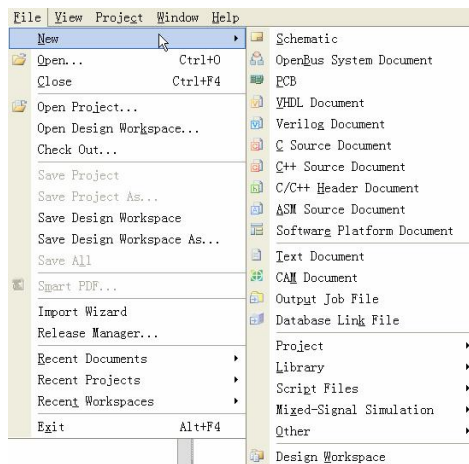 File View Project Window Help
New
Open... Ctrl+O
Close Ctrl+F4
Open Project...
Open Design Workspace...
Check Out...
Save Project
Save Project As...
Save Design Workspace
Save Design Workspace As...
Save All
Smart PDF...
Import Wizard
Release Manager...
Recent Documents
Recent Projects
Recent Workspaces
Exit Alt+F4
Schematic
OpenBus System Document
PCB
VHDL Document
Verilog Document
C Source Document
C++ Source Document
C/C++ Header Document
ASM Source Document
Software Platform Document
Text Document
CAM Document
Output Job File
Database Link File
Project
Library
Script Files
Mixed-Signal Simulation
Other
Design Workspace